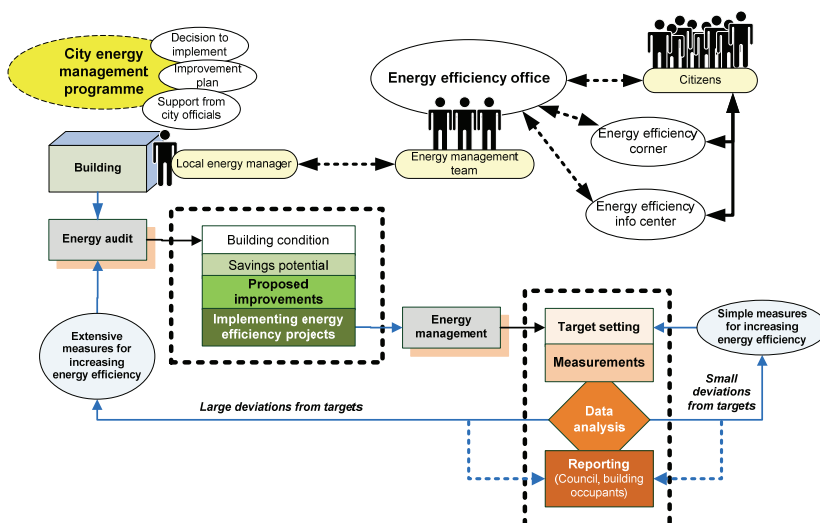 City energy
management
programme
Decision to
implement
Improvement
plan
Support from
city officials
Energy efficiency office
Citizens
Energy efficiency
corner
Building
Local energy manager
Energy management
team
Energy efficiency
info center
Energy audit
Building condition
Savings potential
Proposed
improvements
Implementing energy
efficiency projects
Energy
management
Target setting
Measurements
Simple measures
for increasing
energy efficiency
Extensive
measures for
increasing
energy efficiency
Large deviations from targets
Small
deviations
from targets
Data
analysis
Reporting
(Council, building
occupants)